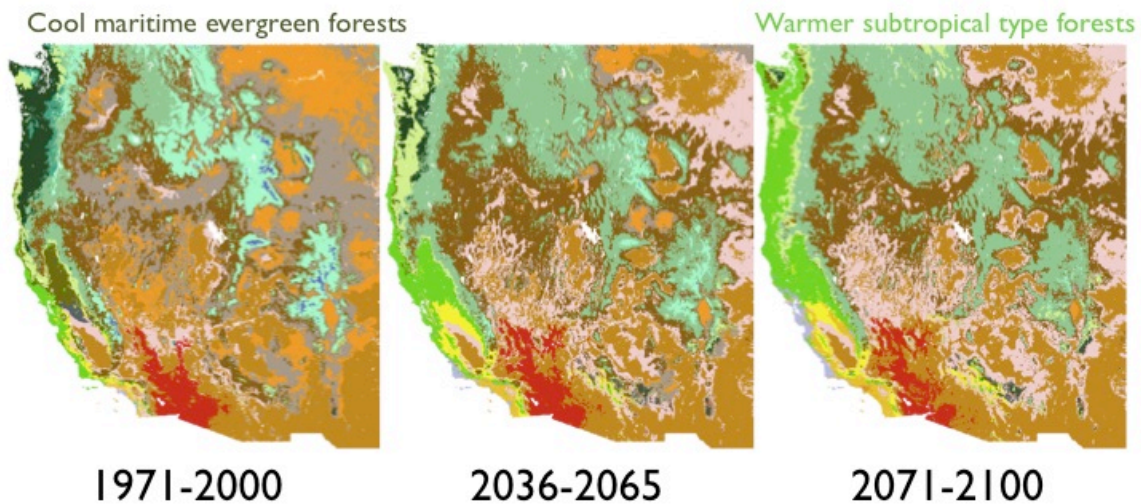 Cool maritime evergreen forests
Warmer subtropical type forests
1971-2000
2036-2065
2071-2100